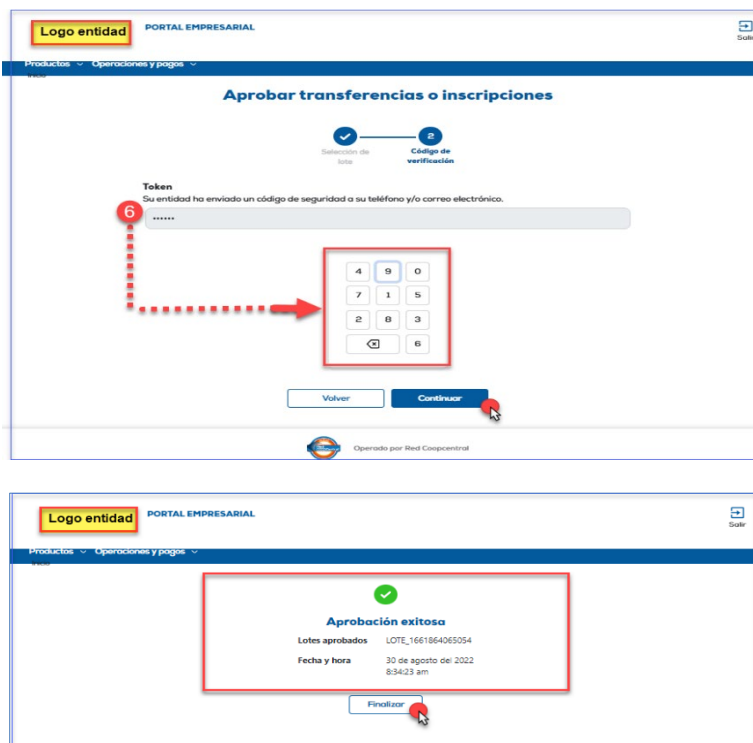 Logo entidad
PORTAL EMPRESARIAL
Salir
Productos Operaciones y pagos
Inicio
Aprobar transferencias o inscripciones
2
Selección de lote
Código de verificación
Token
Su entidad ha enviado un código de seguridad a su teléfono y/o correo electrónico.
6
••••••
4 9 0
7 1 5
2 8 3
6
Volver
Continuar
Operado por Red Coopcentral
Logo entidad
PORTAL EMPRESARIAL
Salir
Productos Operaciones y pagos
Inicio
Aprobación exitosa
Lotes aprobados LOTE_1661864065054
Fecha y hora 30 de agosto del 2022
8:34:23 am
Finalizar